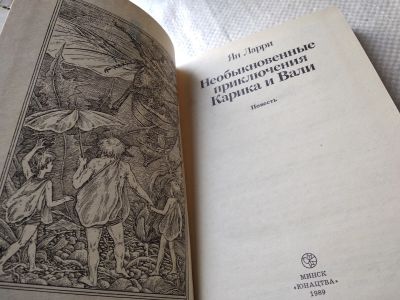 Ян Ларри
Необыкновенные
приключения
Карика и Вали
Повесть
МИНСК
«ЮНАЦТВА»
1989